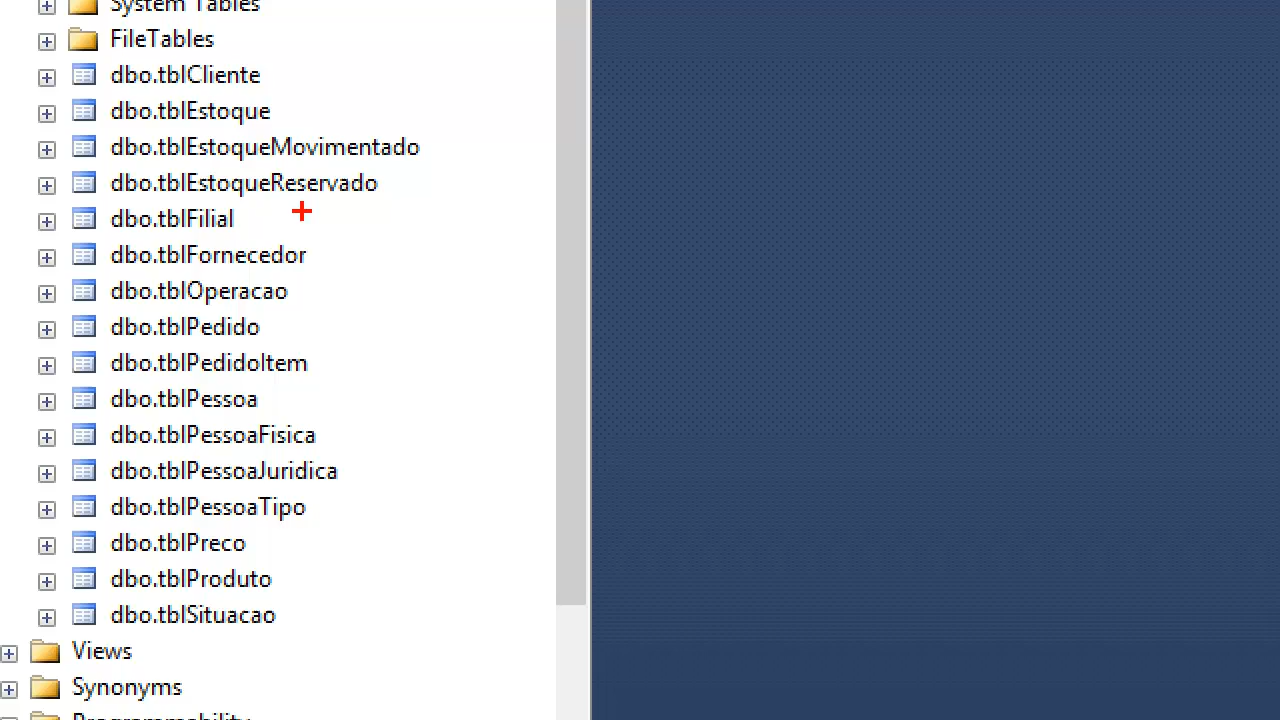 System Tables
FileTables
dbo.tblCliente
dbo.tblEstoque
dbo.tblEstoqueMovimentado
dbo.tblEstoqueReservado
dbo.tblFilial
dbo.tblFornecedor
dbo.tblOperacao
dbo.tblPedido
dbo.tblPedidoItem
dbo.tblPessoa
dbo.tblPessoaFisica
dbo.tblPessoaJuridica
dbo.tblPessoaTipo
dbo.tblPreco
dbo.tblProduto
dbo.tblSituacao
Views
Synonyms
Programmability